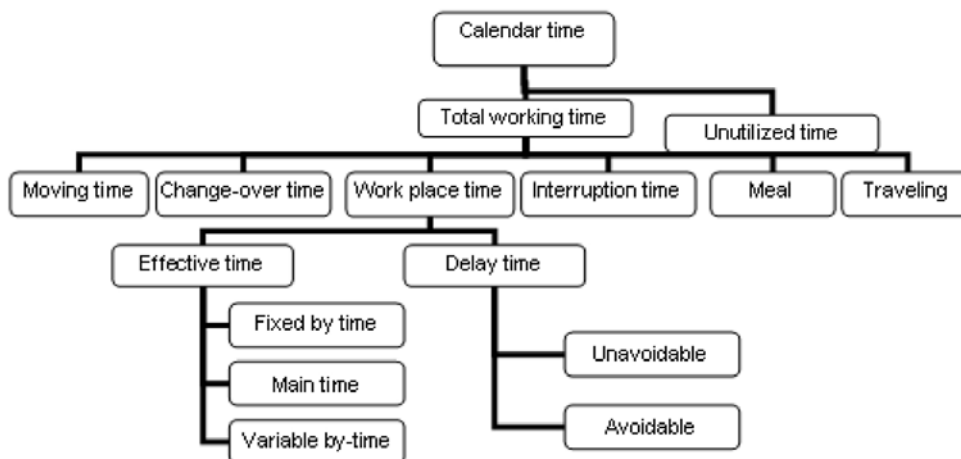 Calendar time
Total working time
Unutilized time
Moving time
Change-over time
Work place time
Interruption time
Meal
Traveling
Effective time
Delay time
Fixed by time
Unavoidable
Main time
Avoidable
Variable by-time